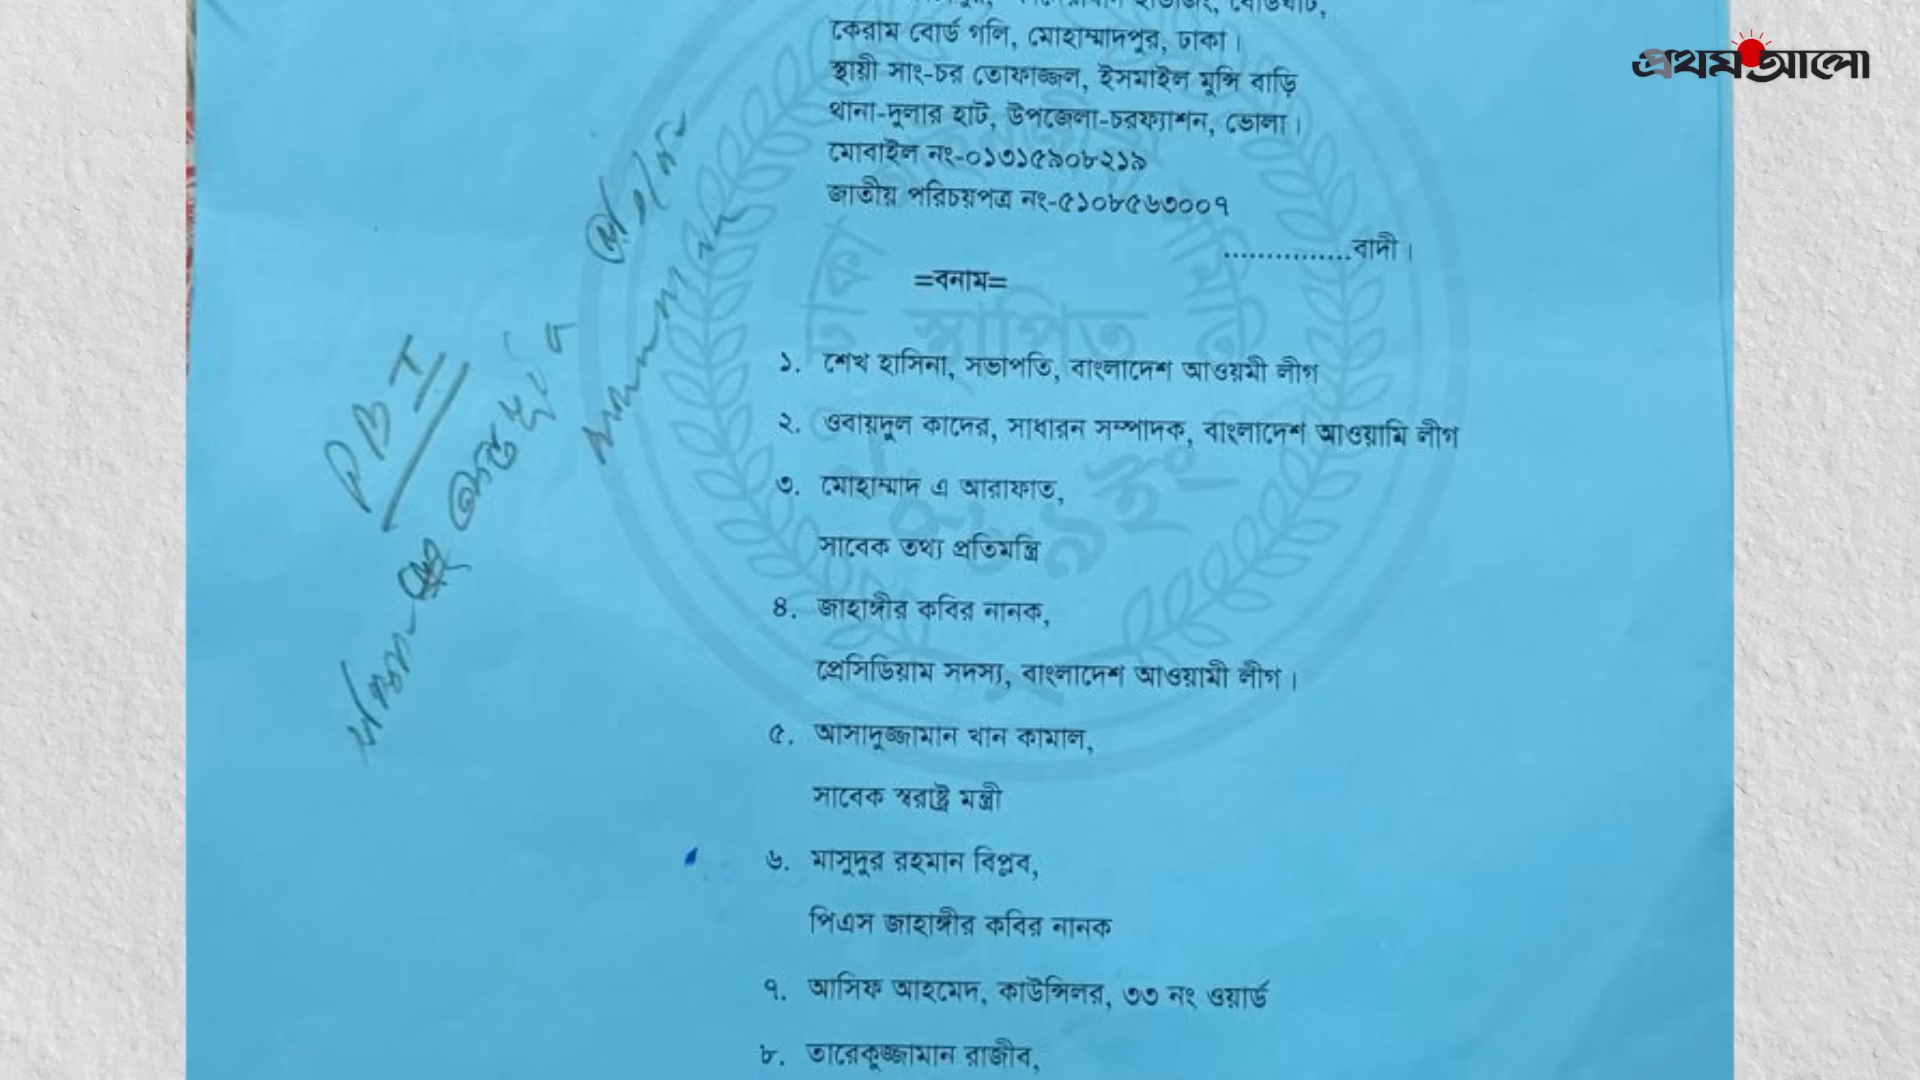 কেরাম বোর্ড গলি, মোহাম্মাদপুর, ঢাকা।
প্রথম আলো
স্থায়ী সাং-চর তোফাজ্জল, ইসমাইল মুন্সি বাড়ি
থানা-দুলার হাট, উপজেলা-চরফ্যাশন, ভোলা।
মোবাইল নং-০১৩১৫৯০৮২১৯
জাতীয় পরিচয়পত্র নং-৫১০৮৫৬৩০০৭
...............বাদী।
=বনাম=
১. শেখ হাসিনা, সভাপতি, বাংলাদেশ আওয়মী লীগ
২. ওবায়দুল কাদের, সাধারন সম্পাদক, বাংলাদেশ আওয়ামি লীগ
৩. মোহাম্মাদ এ আরাফাত,
সাবেক তথ্য প্রতিমন্ত্রি
৪. জাহাঙ্গীর কবির নানক,
প্রেসিডিয়াম সদস্য, বাংলাদেশ আওয়ামী লীগ।
৫. আসাদুজ্জামান খান কামাল,
সাবেক স্বরাষ্ট্র মন্ত্রী
৬. মাসুদুর রহমান বিপ্লব,
পিএস জাহাঙ্গীর কবির নানক
৭. আসিফ আহমেদ, কাউন্সিলর, ৩৩ নং ওয়ার্ড
৮. তারেকুজ্জামান রাজীব,
PBI
ঢাকা
স্থাপিত
সমিতি